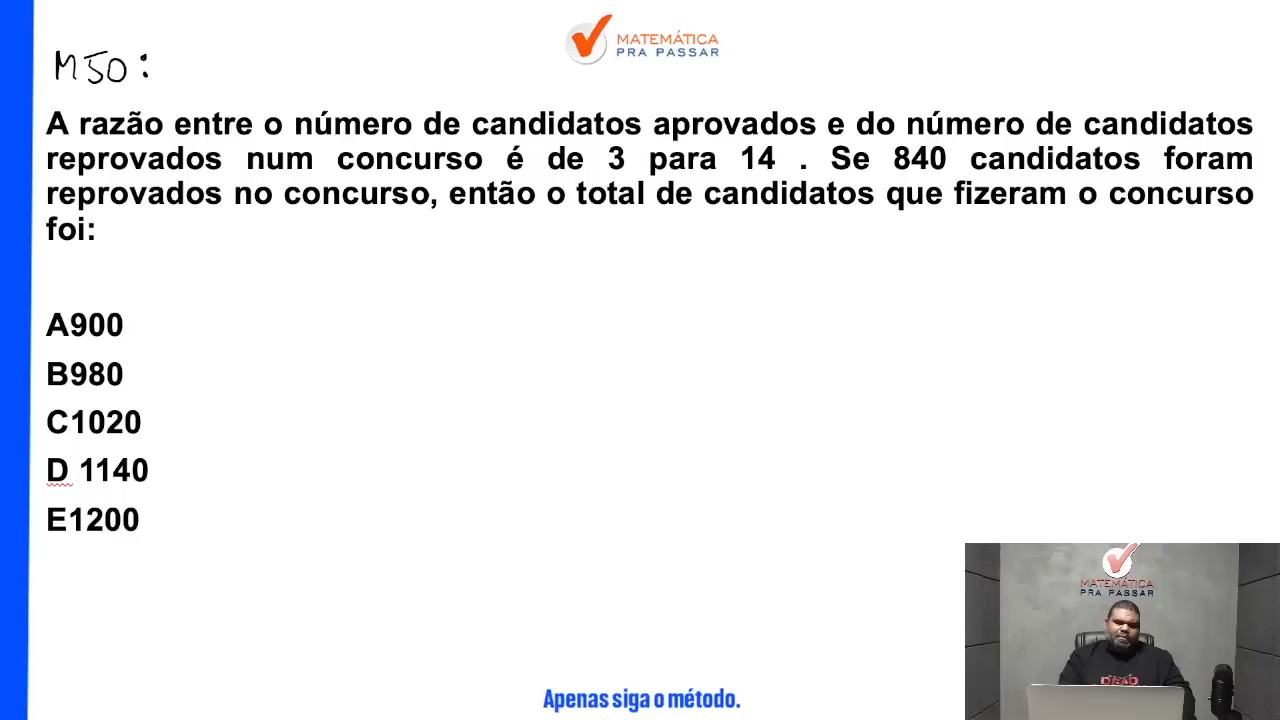 MATEMÁTICA
PRA PASSAR
MJO:
A razão entre o número de candidatos aprovados e do número de candidatos
reprovados num concurso é de 3 para 14 . Se 840 candidatos foram
reprovados no concurso, então o total de candidatos que fizeram o concurso
foi:
A900
B980
C1020
D 1140
E1200
MATEMÁTICA
PRA PASSAR
DEAD
Apenas siga o método.